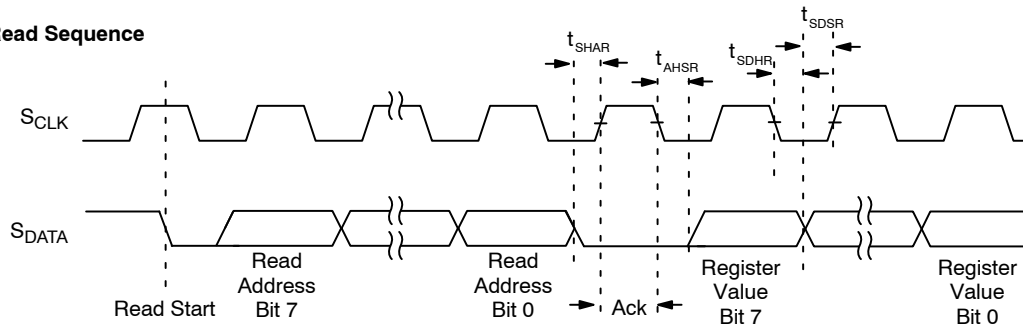 Read Sequence
tSDSR
tSHAR
tAHSR
tSDHR
SCLK
SDATA
Read Start
Read
Address
Bit 7
Read
Address
Bit 0
Ack
Register
Value
Bit 7
Register
Value
Bit 0